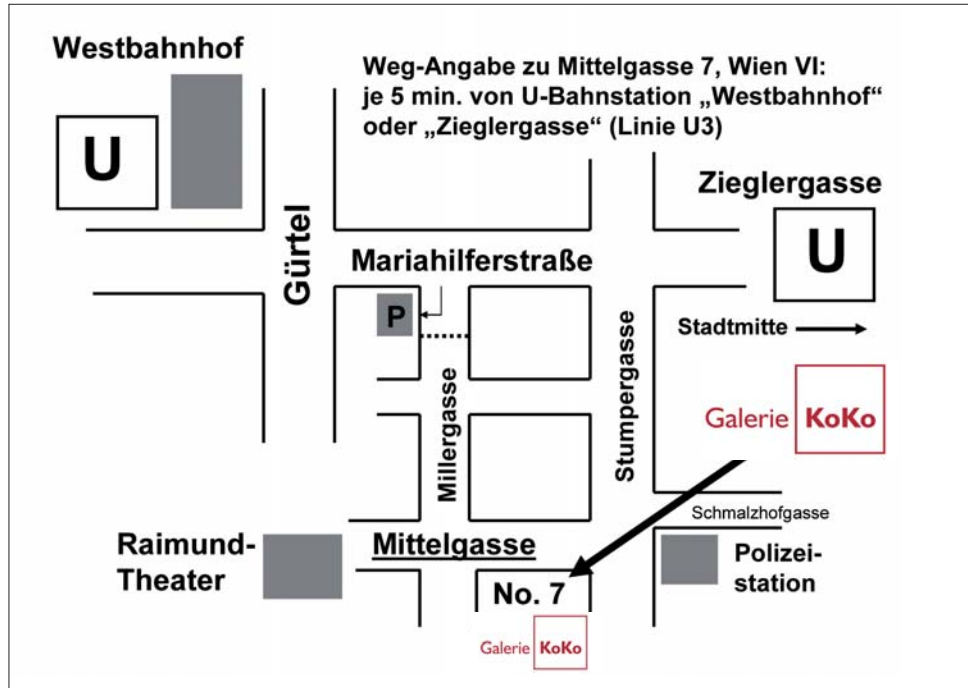 Westbahnhof
U
Weg-Angabe zu Mittelgasse 7, Wien VI:
je 5 min. von U-Bahnstation „Westbahnhof“
oder „Zieglergasse“ (Linie U3)
Zieglergasse
U
Gürtel
Mariahilferstraße
P
Stadtmitte
Millergasse
Stumpergasse
Galerie KoKo
Schmalzhofgasse
Raimund-
Theater
Mittelgasse
Polizei-
station
No. 7
Galerie KoKo